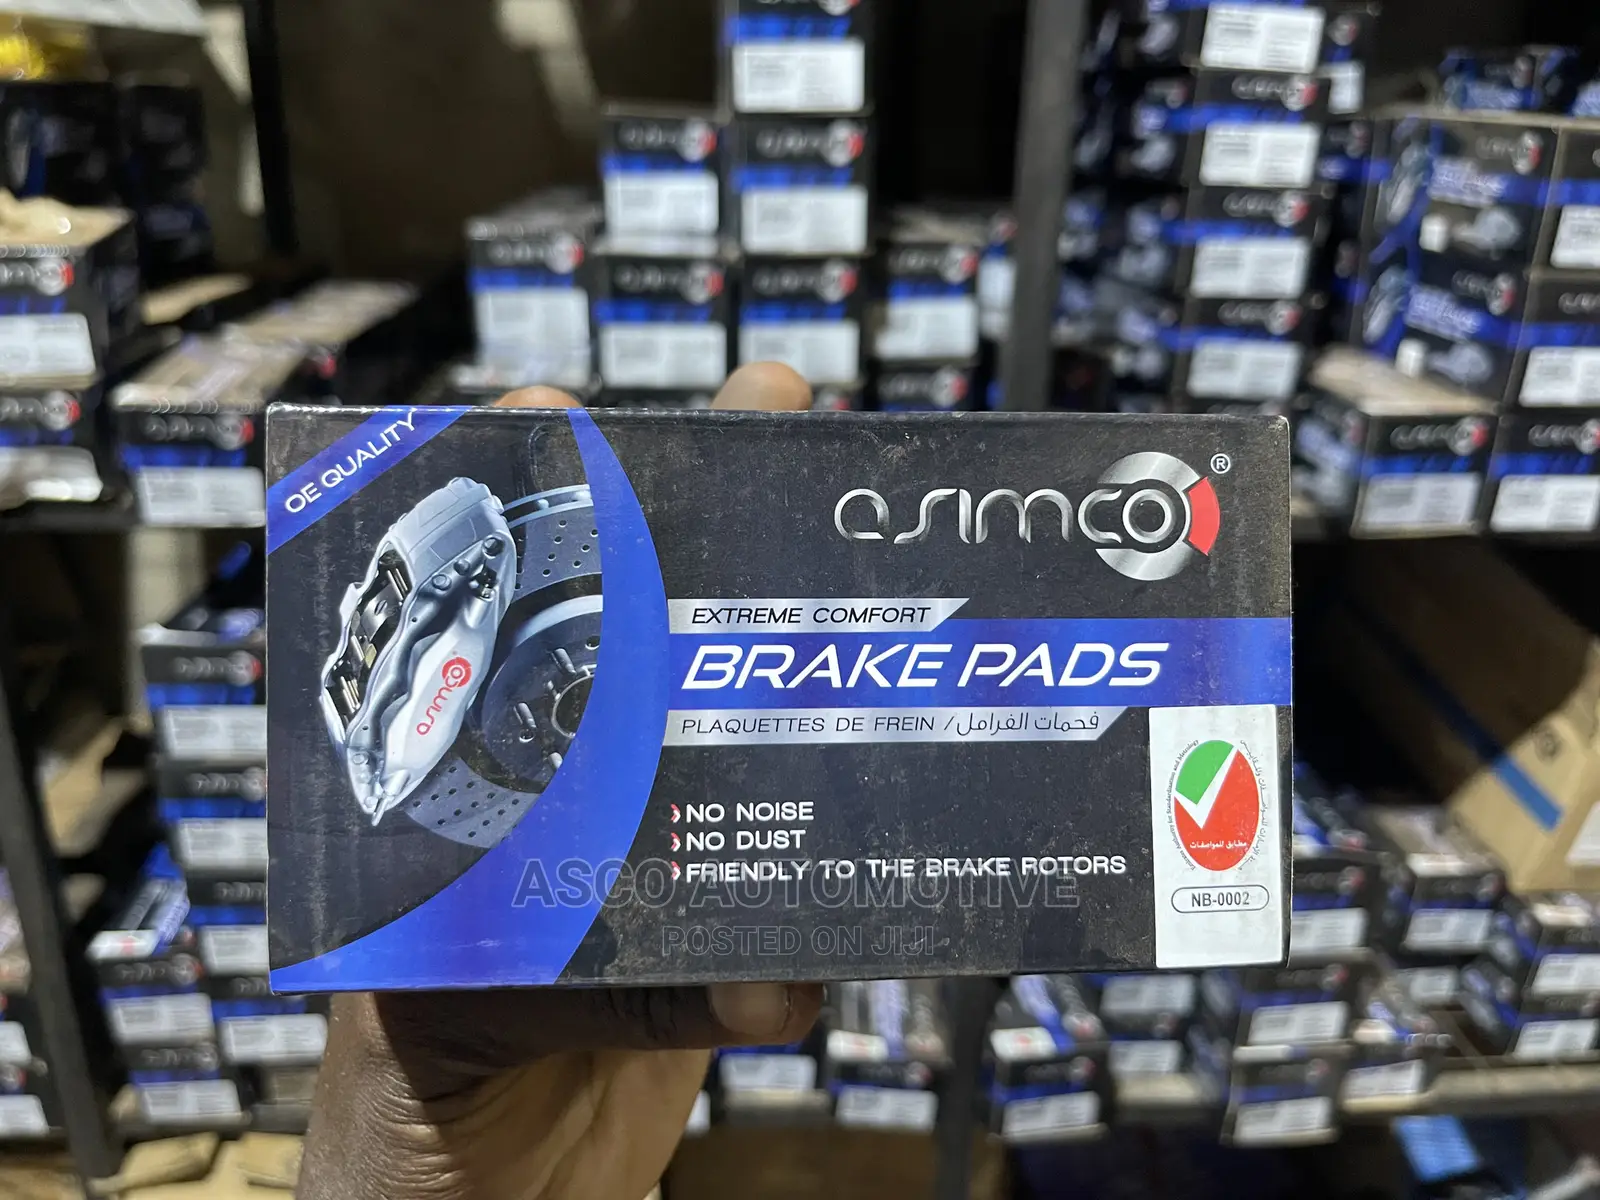 OE QUALITY
asimco®
EXTREME COMFORT
BRAKE PADS
PLAQUETTES DE FREIN / فحمات الفرامل
asimco
NO NOISE
NO DUST
FRIENDLY TO THE BRAKE ROTORS
مطابق للمواصفات
NB-0002
ASCO AUTOMOTIVE
POSTED ON JIJI